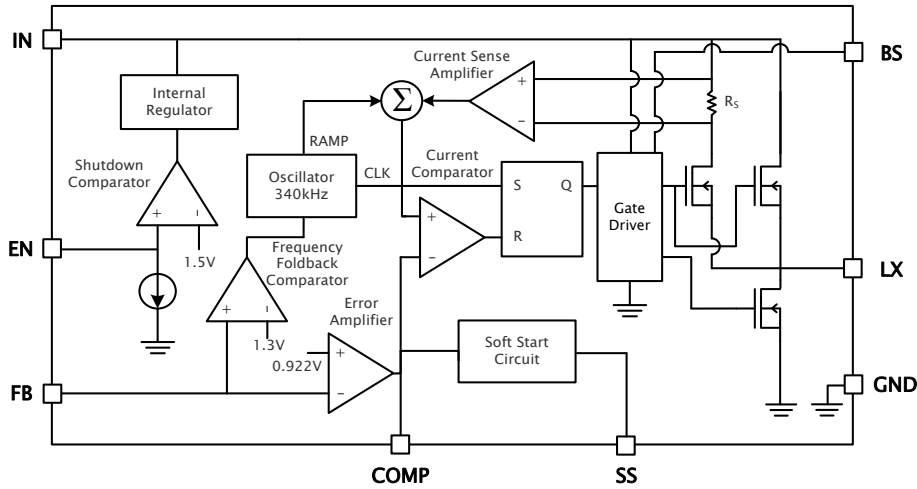 IN
BS
Current Sense
Amplifier
+
−
Σ
R_S
Internal
Regulator
RAMP
Shutdown
Comparator
+
−
1.5V
Oscillator
340kHz
CLK
Current
Comparator
+
−
S
Q
R
Gate
Driver
EN
LX
Frequency
Foldback
Comparator
+
−
1.3V
Error
Amplifier
+
−
0.922V
Soft Start
Circuit
FB
GND
COMP
SS